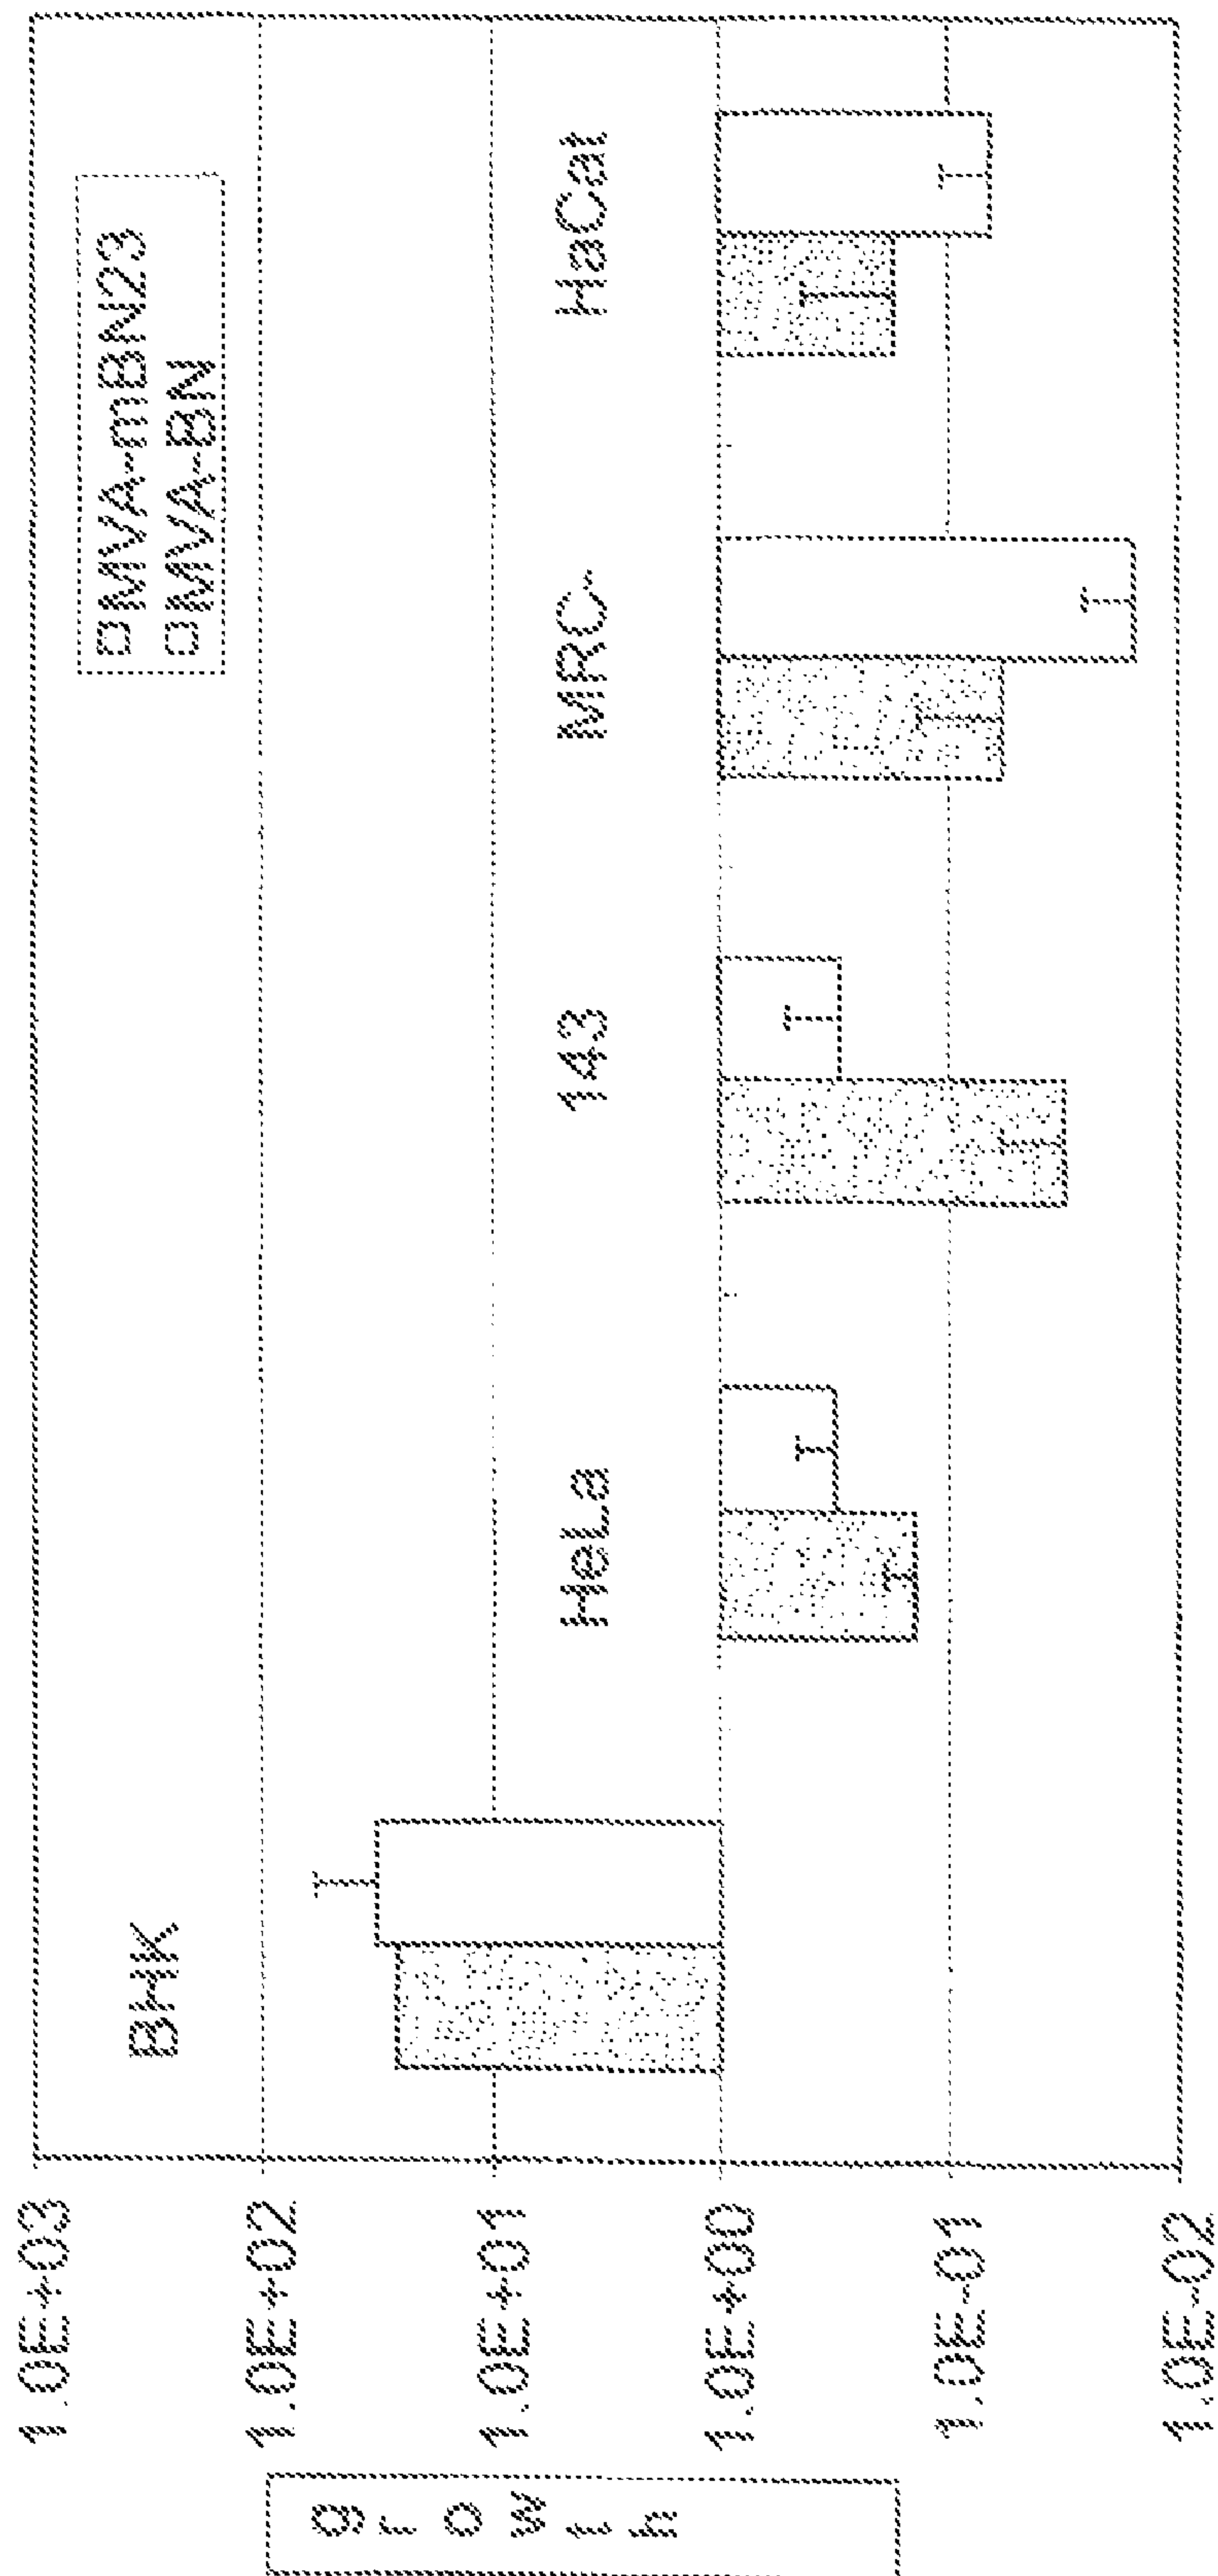 growth
1.0E+03
1.0E+02
1.0E+01
1.0E+00
1.0E-01
1.0E-02
BHK
HeLa
143
MRC-
HaCat
MVA-mBN23
MVA-BN